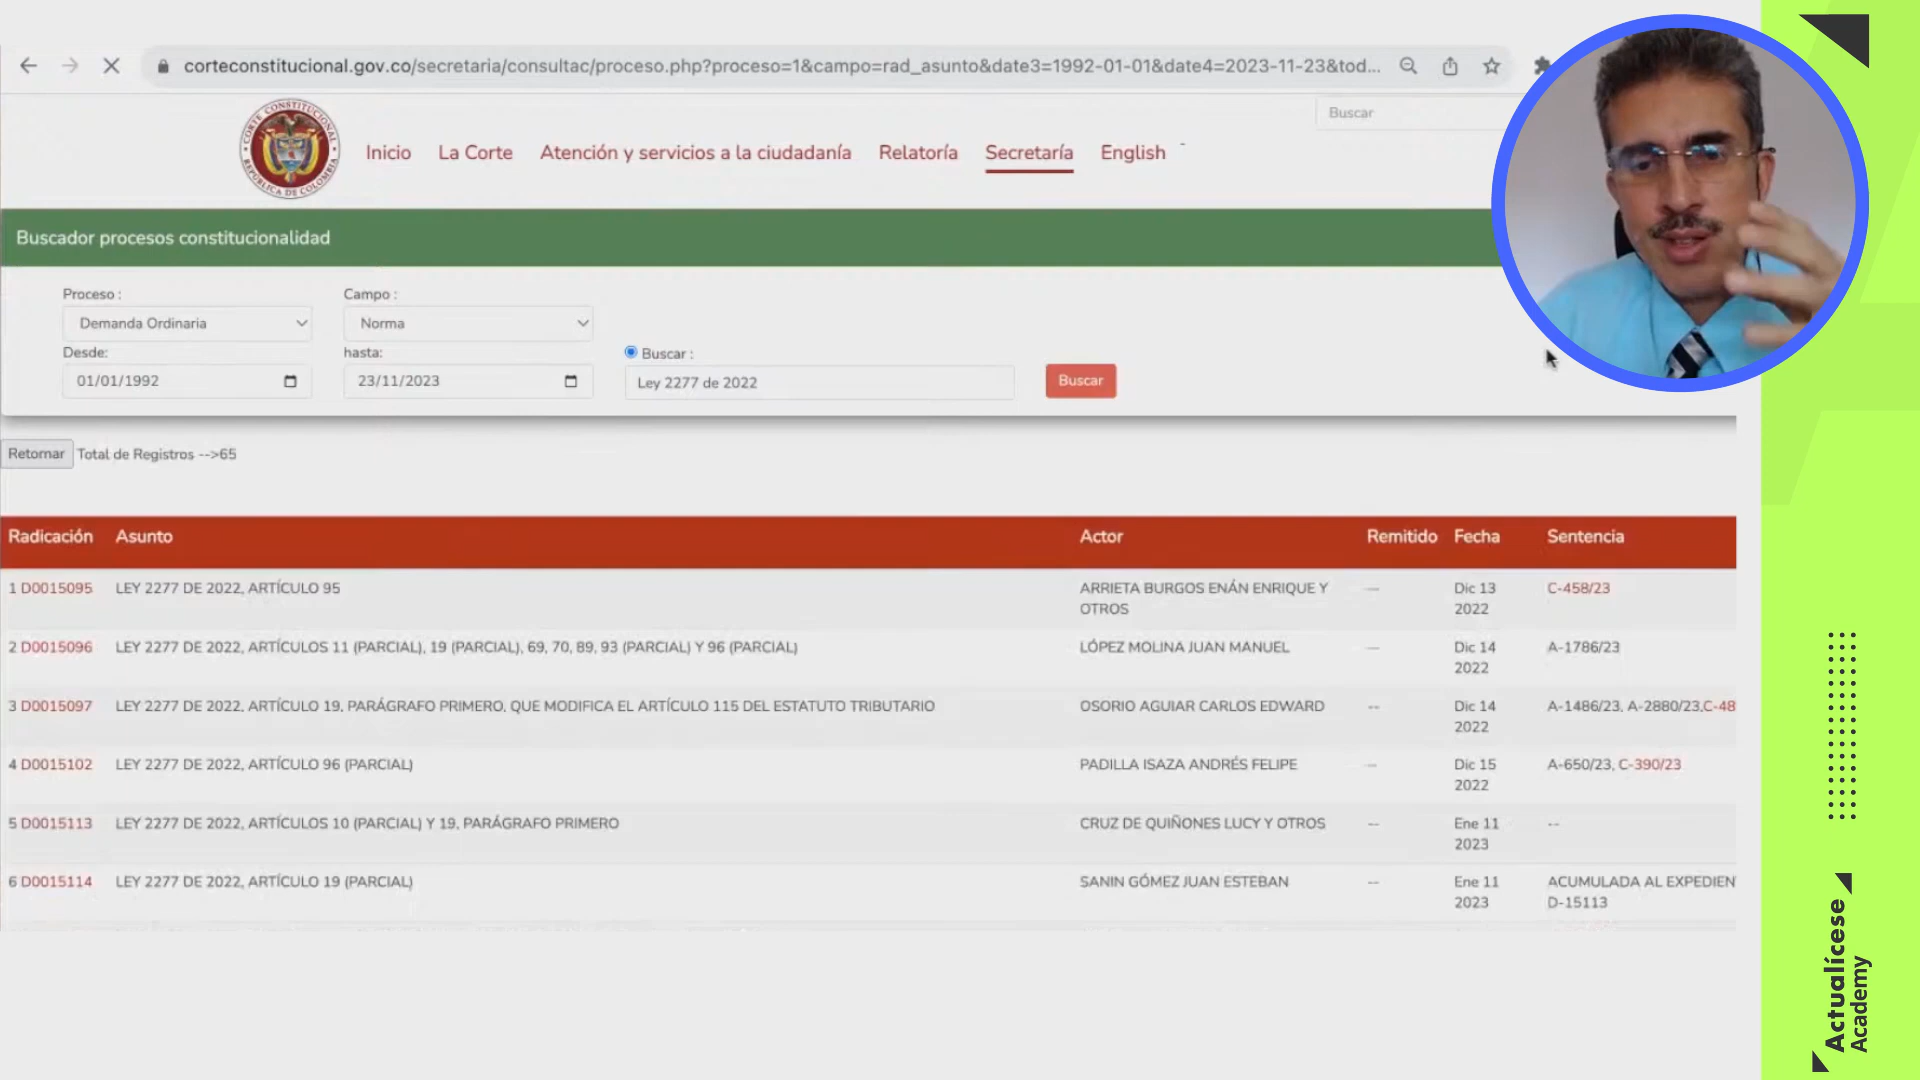 corteconstitucional.gov.co/secretaria/consultac/proceso.php?proceso=1&campo=rad_asunto&date3=1992-01-01&date4=2023-11-23&tod...
Buscar
CORTE CONSTITUCIONAL
REPÚBLICA DE COLOMBIA
Inicio La Corte Atención y servicios a la ciudadanía Relatoría Secretaría English
Buscador procesos constitucionalidad
Proceso : Campo :
Demanda Ordinaria Norma
Desde: hasta: Buscar :
01/01/1992 23/11/2023 Ley 2277 de 2022 Buscar
Retornar Total de Registros -->65
Radicación Asunto Actor Remitido Fecha Sentencia
1 D0015095 LEY 2277 DE 2022, ARTÍCULO 95 ARRIETA BURGOS ENÁN ENRIQUE Y --- Dic 13 C-458/23
OTROS 2022
2 D0015096 LEY 2277 DE 2022, ARTÍCULOS 11 (PARCIAL), 19 (PARCIAL), 69, 70, 89, 93 (PARCIAL) Y 96 (PARCIAL) LÓPEZ MOLINA JUAN MANUEL --- Dic 14 A-1786/23
2022
3 D0015097 LEY 2277 DE 2022, ARTÍCULO 19, PARÁGRAFO PRIMERO, QUE MODIFICA EL ARTÍCULO 115 DEL ESTATUTO TRIBUTARIO OSORIO AGUIAR CARLOS EDWARD -- Dic 14 A-1486/23, A-2880/23,C-48
2022
4 D0015102 LEY 2277 DE 2022, ARTÍCULO 96 (PARCIAL) PADILLA ISAZA ANDRÉS FELIPE -- Dic 15 A-650/23, C-390/23
2022
5 D0015113 LEY 2277 DE 2022, ARTÍCULOS 10 (PARCIAL) Y 19, PARÁGRAFO PRIMERO CRUZ DE QUIÑONES LUCY Y OTROS -- Ene 11 --
2023
6 D0015114 LEY 2277 DE 2022, ARTÍCULO 19 (PARCIAL) SANIN GÓMEZ JUAN ESTEBAN -- Ene 11 ACUMULADA AL EXPEDIEN
2023 D-15113
Actualícese
Academy